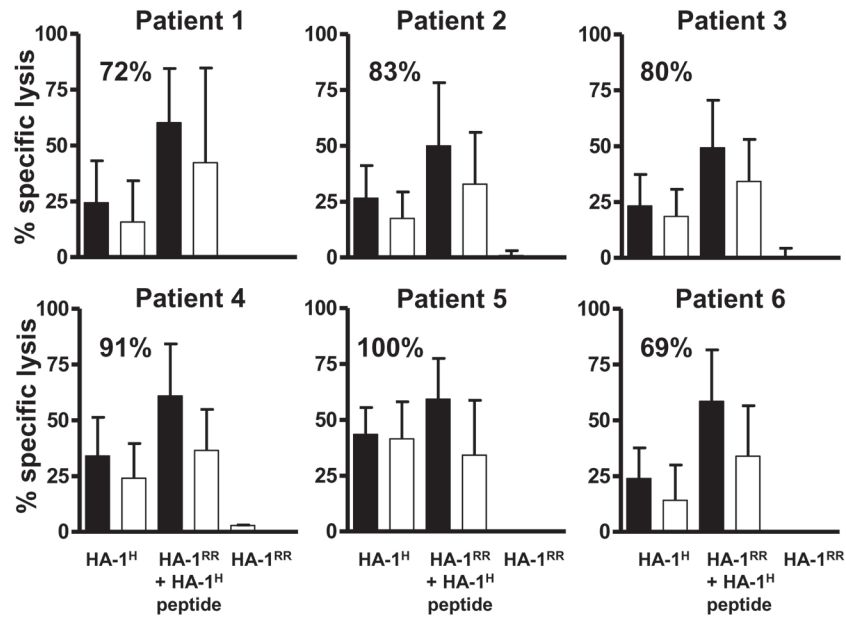 Patient 1
Patient 2
Patient 3
% specific lysis
100
75
50
25
0
72%
100
75
50
25
0
83%
100
75
50
25
0
80%
Patient 4
Patient 5
Patient 6
% specific lysis
100
75
50
25
0
91%
100
75
50
25
0
100%
100
75
50
25
0
69%
HA-1ᴴ
HA-1ᴿᴿ
+ HA-1ᴴ
peptide
HA-1ᴿᴿ
HA-1ᴴ
HA-1ᴿᴿ
+ HA-1ᴴ
peptide
HA-1ᴿᴿ
HA-1ᴴ
HA-1ᴿᴿ
+ HA-1ᴴ
peptide
HA-1ᴿᴿ